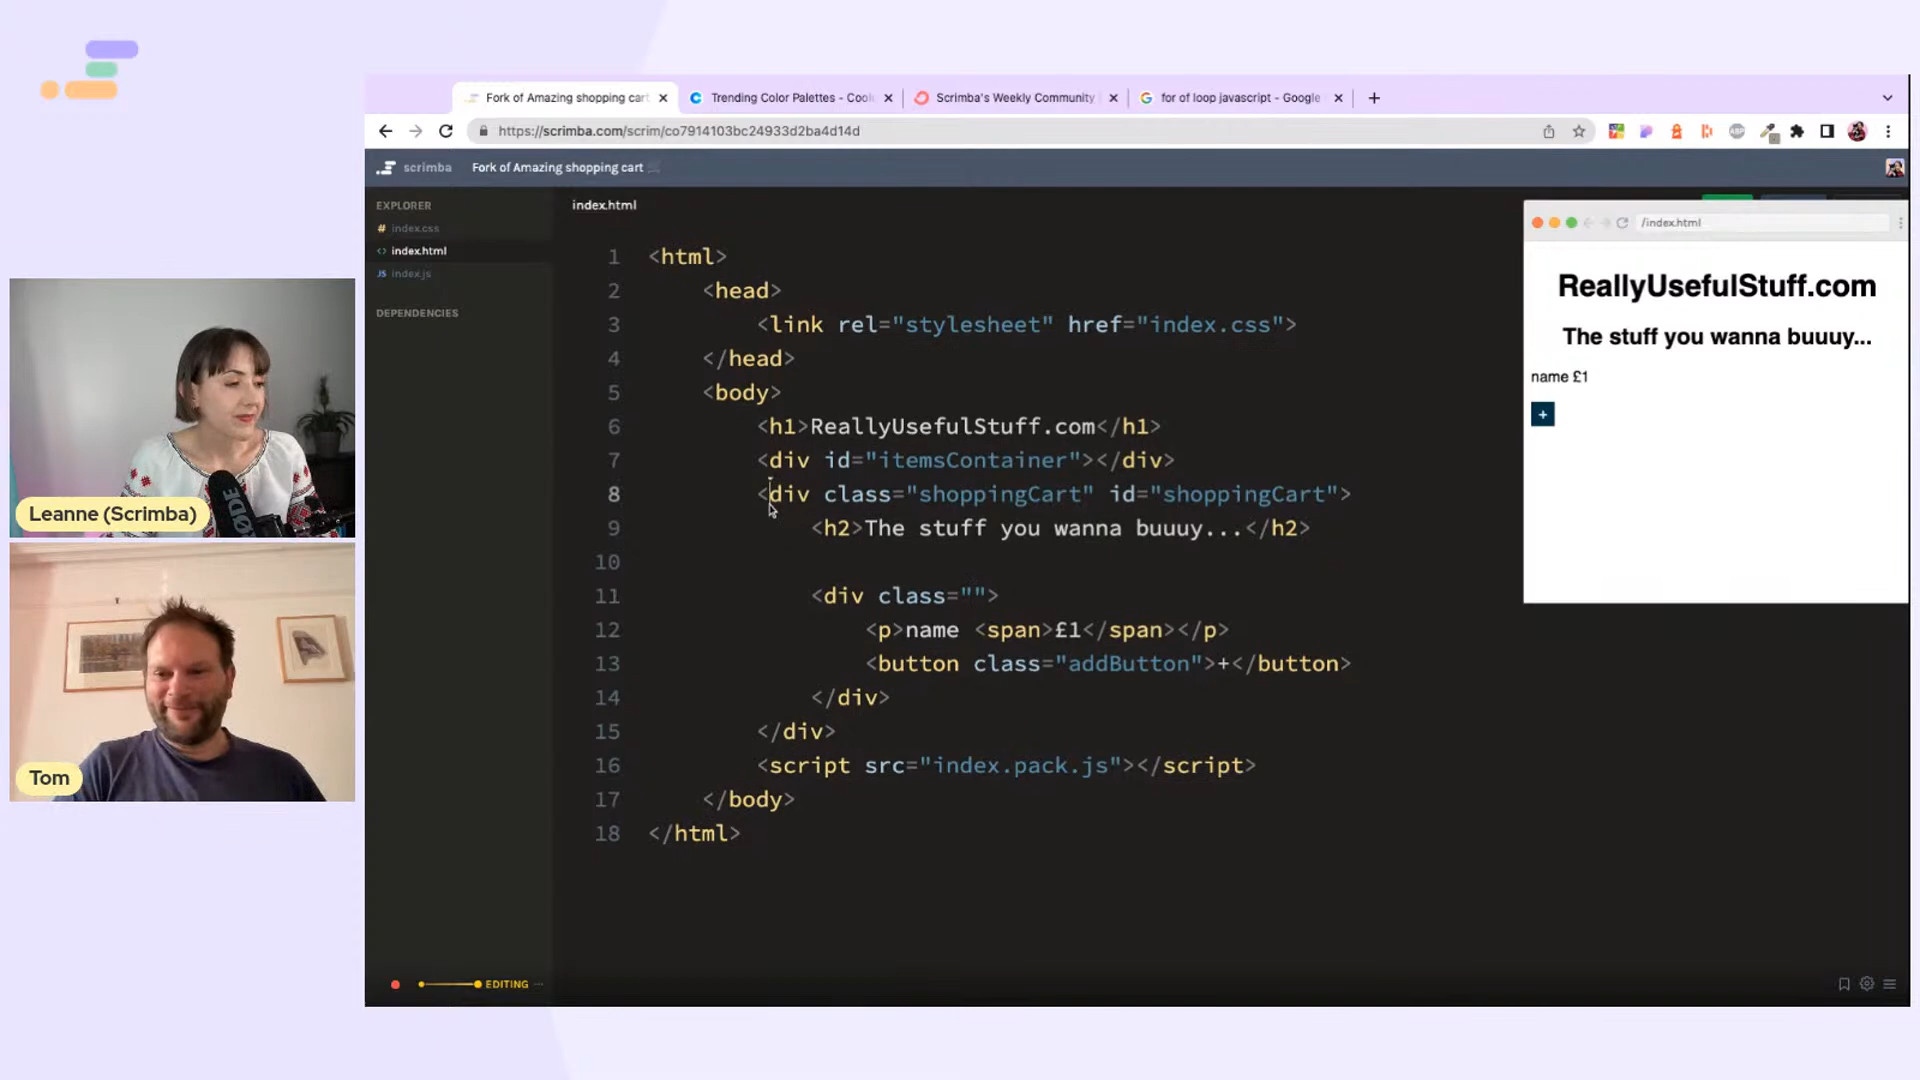 Fork of Amazing shopping cart
Trending Color Palettes - Cool
Scrimba's Weekly Community
for of loop javascript - Google
https://scrimba.com/scrim/co7914103bc24933d2ba4d14d
scrimba
Fork of Amazing shopping cart
EXPLORER
# index.css
<> index.html
JS index.js
DEPENDENCIES
index.html
1 <html>
2 <head>
3 <link rel="stylesheet" href="index.css">
4 </head>
5 <body>
6 <h1>ReallyUsefulStuff.com</h1>
7 <div id="itemsContainer"></div>
8 <div class="shoppingCart" id="shoppingCart">
9 <h2>The stuff you wanna buuuy...</h2>
10
11 <div class="">
12 <p>name <span>£1</span></p>
13 <button class="addButton">+</button>
14 </div>
15 </div>
16 <script src="index.pack.js"></script>
17 </body>
18 </html>
/index.html
ReallyUsefulStuff.com
The stuff you wanna buuuy...
name £1
+
RØDE
Leanne (Scrimba)
Tom
EDITING